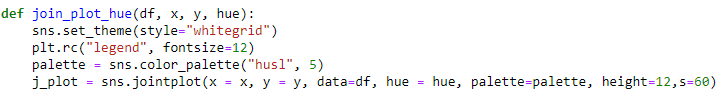 def join_plot_hue(df, x, y, hue):
    sns.set_theme(style="whitegrid")
    plt.rc("legend", fontsize=12)
    palette = sns.color_palette("husl", 5)
    j_plot = sns.jointplot(x = x, y = y, data=df, hue = hue, palette=palette, height=12,s=60)